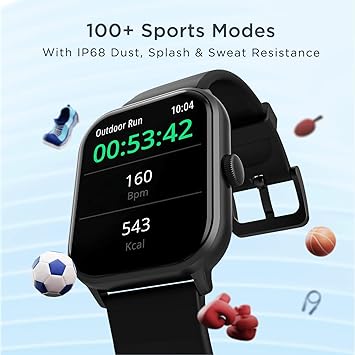 100+ Sports Modes
With IP68 Dust, Splash & Sweat Resistance
10:04
Outdoor Run
00:53:42
160
Bpm
543
Kcal